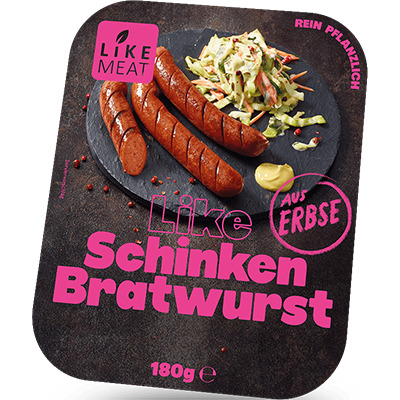 LiKE
MEAT
REIN PFLANZLICH
AUS
ERBSE
Like
Schinken
Bratwurst
180g e